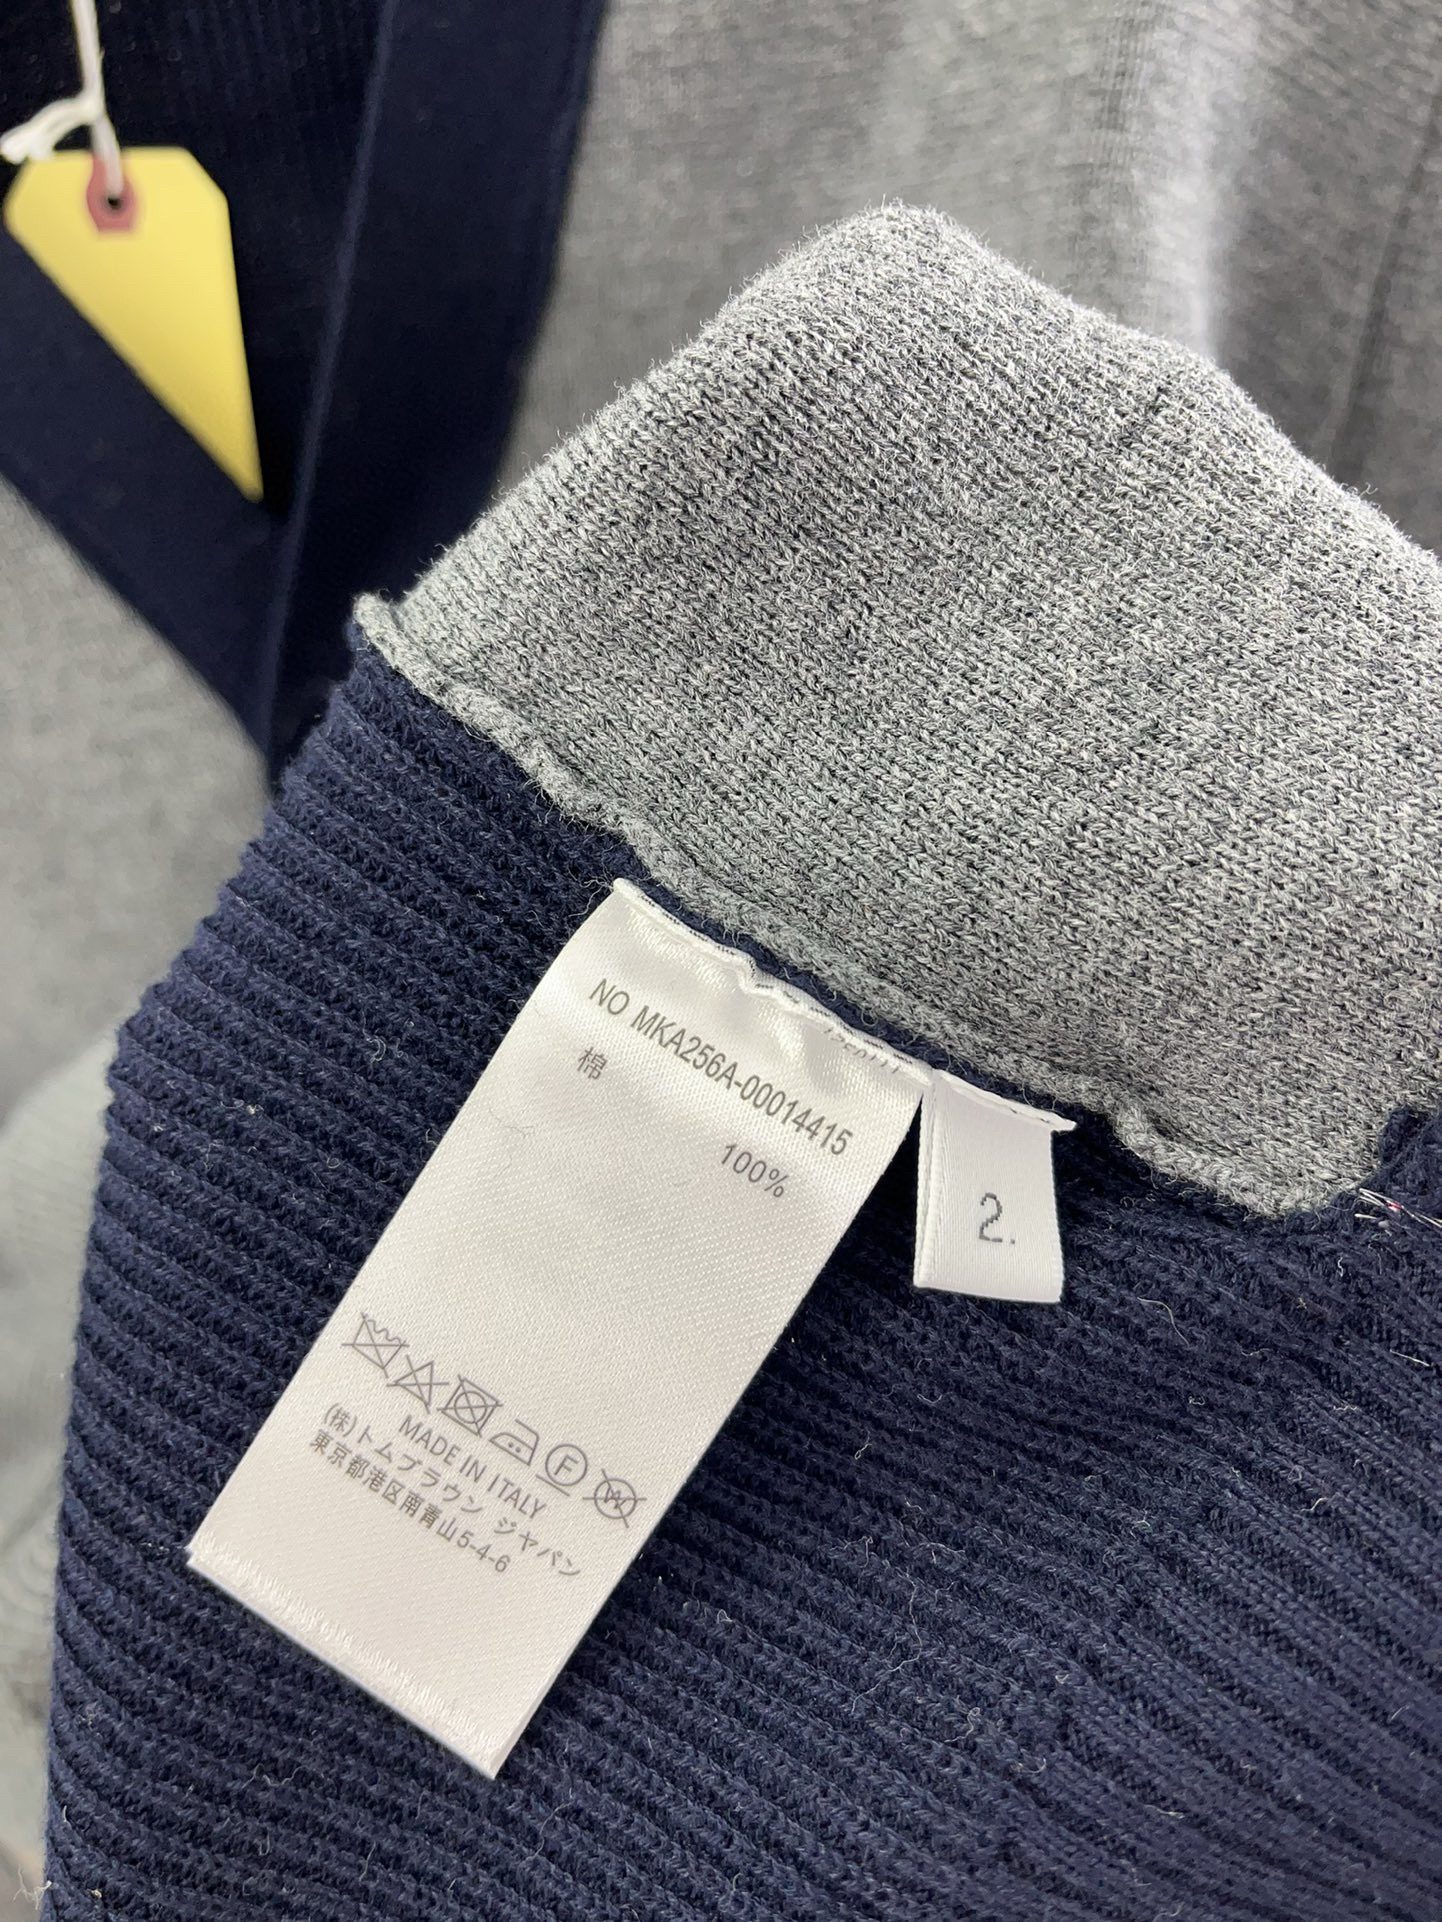 NO MKA256A-00014415
棉
100%
MADE IN ITALY
(株)トムブラウン ジャパン
東京都港区南青山5-4-6
2.
F
W